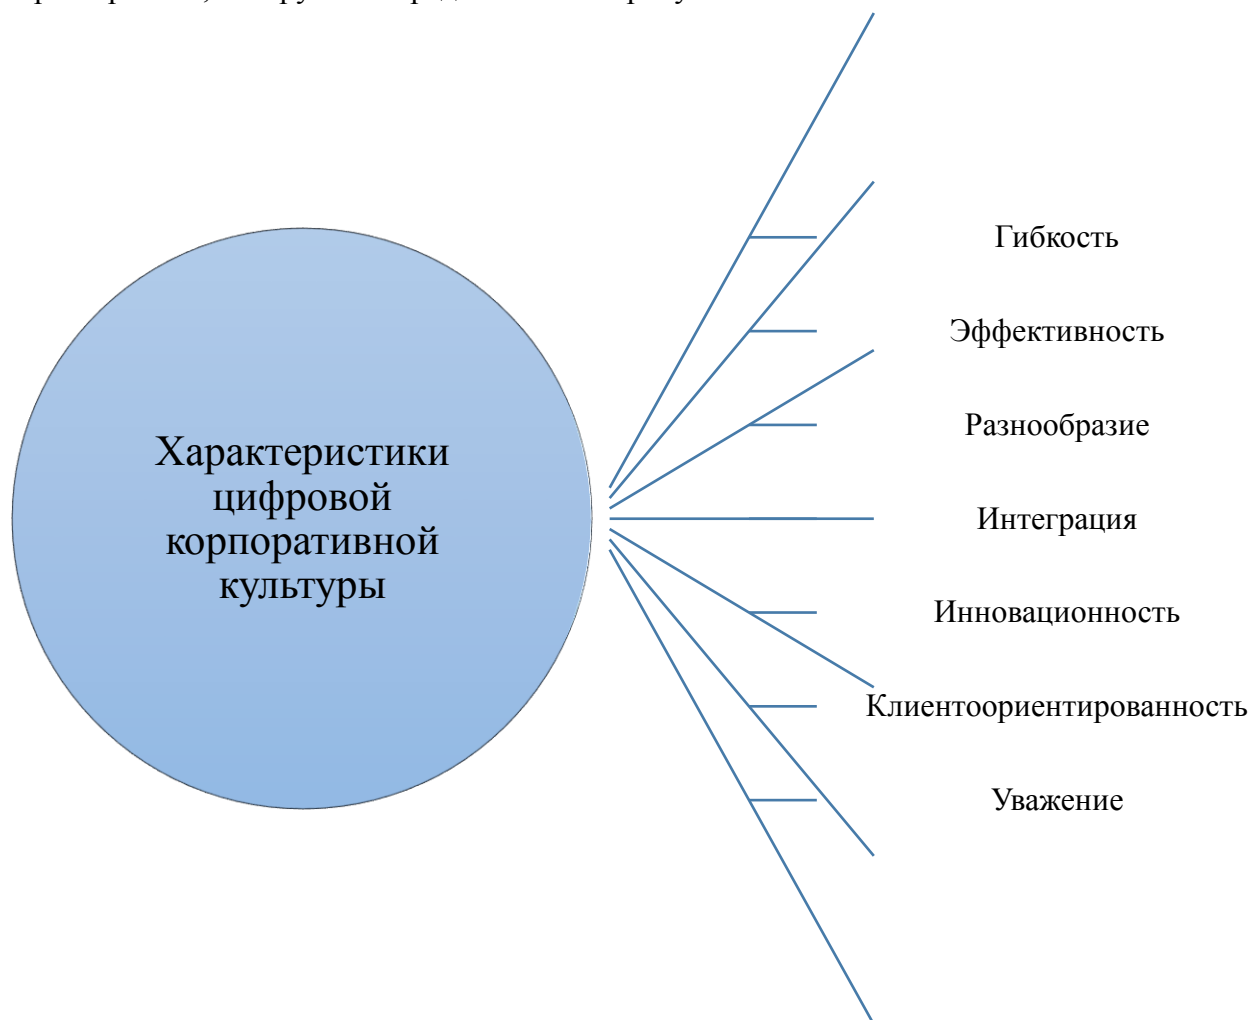 Характеристики
цифровой
корпоративной
культуры
Гибкость
Эффективность
Разнообразие
Интеграция
Инновационность
Клиентоориентированность
Уважение